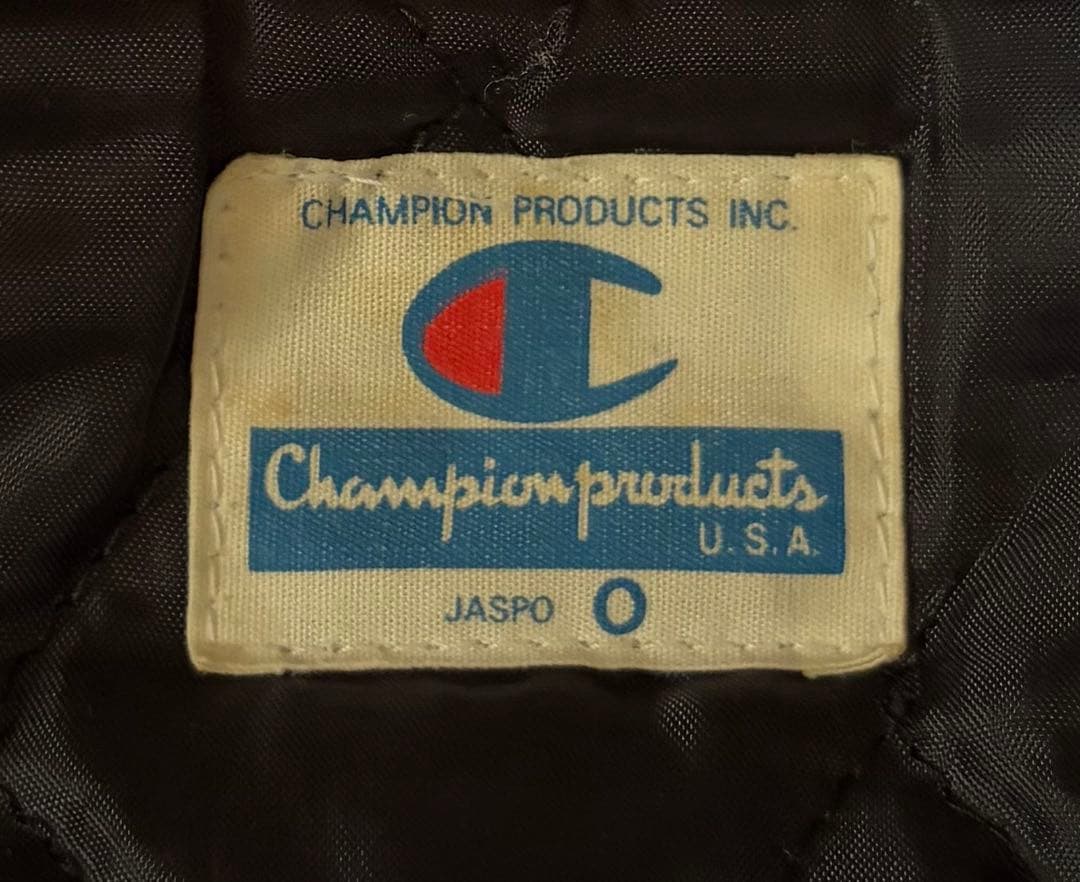 CHAMPION PRODUCTS INC.
Champion products
U.S.A.
JASPO O